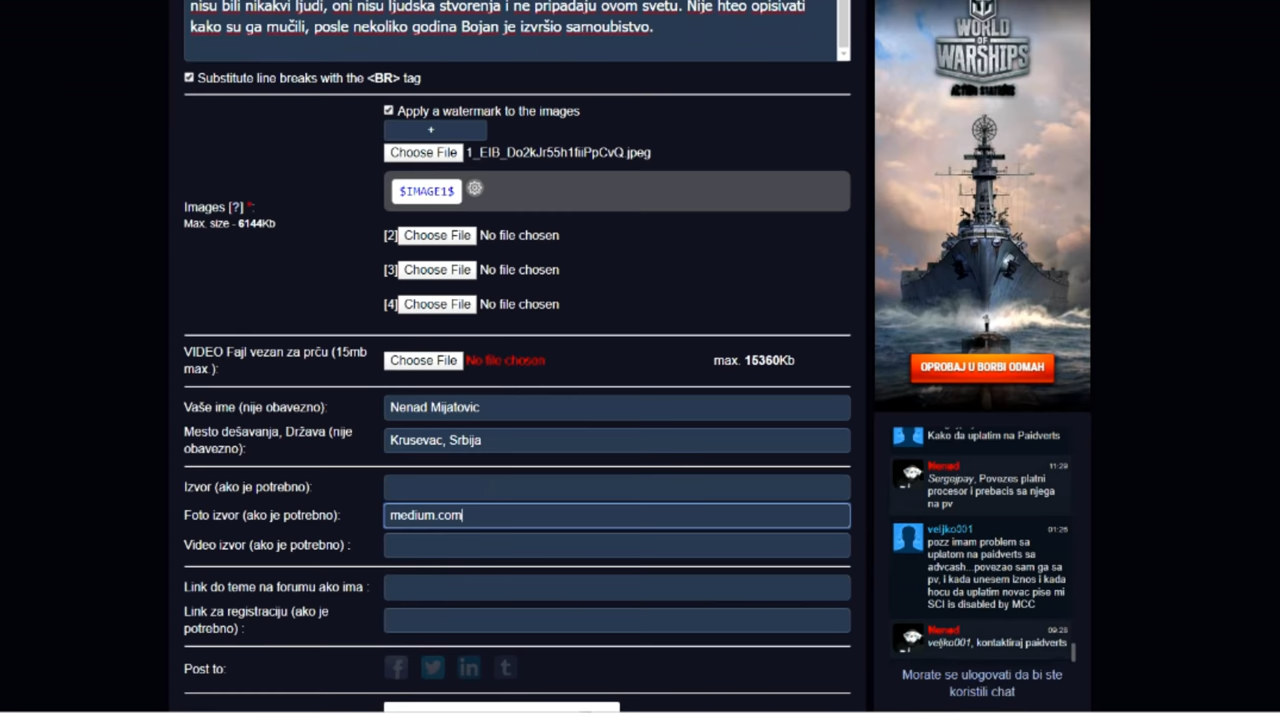 nisu bili nikakvi ljudi, oni nisu ljudska stvorenja i ne pripadaju ovom svetu. Nije hteo opisivati
kako su ga mučili, posle nekoliko godina Bojan je izvršio samoubistvo.
Substitute line breaks with the <BR> tag
Images [?] *:
Max. size - 6144Kb
Apply a watermark to the images
+
Choose File 1_EIB_Do2kJr55h1fiiPpCvQ.jpeg
$IMAGE1$
[2] Choose File No file chosen
[3] Choose File No file chosen
[4] Choose File No file chosen
VIDEO Fajl vezan za prču (15mb
max.):
Choose File No file chosen
max. 15360Kb
Vaše ime (nije obavezno):
Nenad Mijatovic
Mesto dešavanja, Država (nije
obavezno):
Krusevac, Srbija
Izvor (ako je potrebno):
Foto izvor (ako je potrebno):
medium.com
Video izvor (ako je potrebno) :
Link do teme na forumu ako ima :
Link za registraciju (ako je
potrebno) :
Post to:
WORLD
OF
WARSHIPS
ACTION STATIONS
OPROBAJ U BORBI ODMAH
Kako da uplatim na Paidverts
Nenad 11:29
Sergejpay, Povezes platni
procesor i prebacis sa njega
na pv
veljko001 01:26
pozz imam problem sa
uplatom na paidverts sa
advcash...povezao sam ga sa
pv, i kada unesem iznos i kada
hocu da uplatim novac pise mi
SCI is disabled by MCC
Nenad 09:28
veljko001, kontaktiraj paidverts
Morate se ulogovati da bi ste
koristili chat